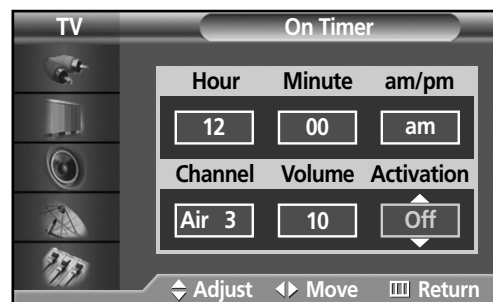 TV On Timer
Hour Minute am/pm
12 00 am
Channel Volume Activation
Air 3 10 Off
Adjust Move Return